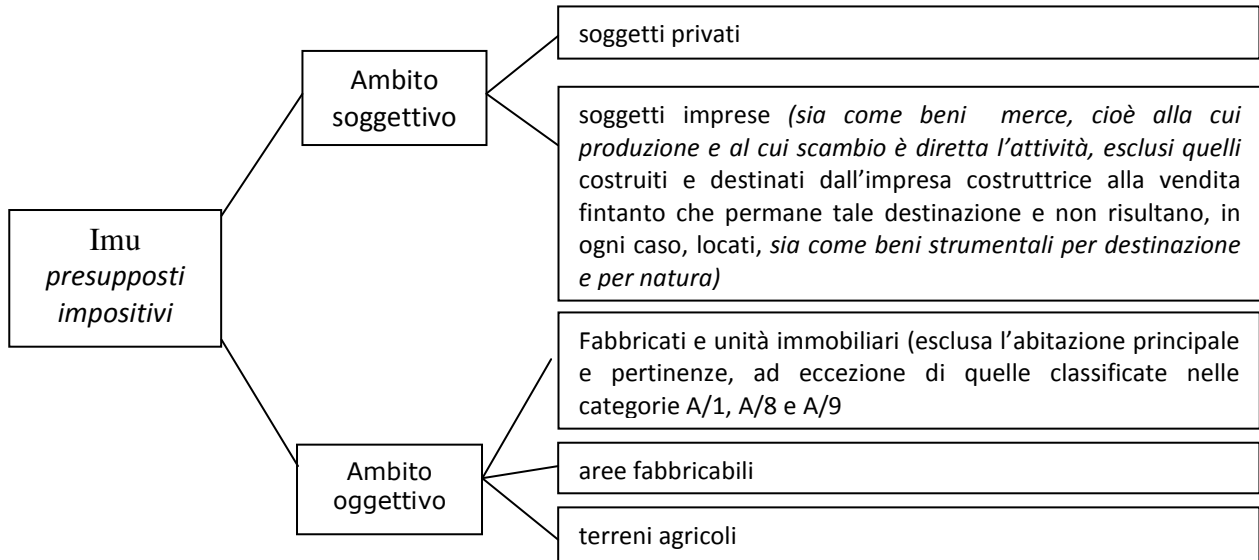 Imu
presupposti
impositivi
Ambito
soggettivo
soggetti privati
soggetti imprese (sia come beni merce, cioè alla cui
produzione e al cui scambio è diretta l’attività, esclusi quelli
costruiti e destinati dall’impresa costruttrice alla vendita
fintanto che permane tale destinazione e non risultano, in
ogni caso, locati, sia come beni strumentali per destinazione
e per natura)
Ambito
oggettivo
Fabbricati e unità immobiliari (esclusa l’abitazione principale
e pertinenze, ad eccezione di quelle classificate nelle
categorie A/1, A/8 e A/9
aree fabbricabili
terreni agricoli